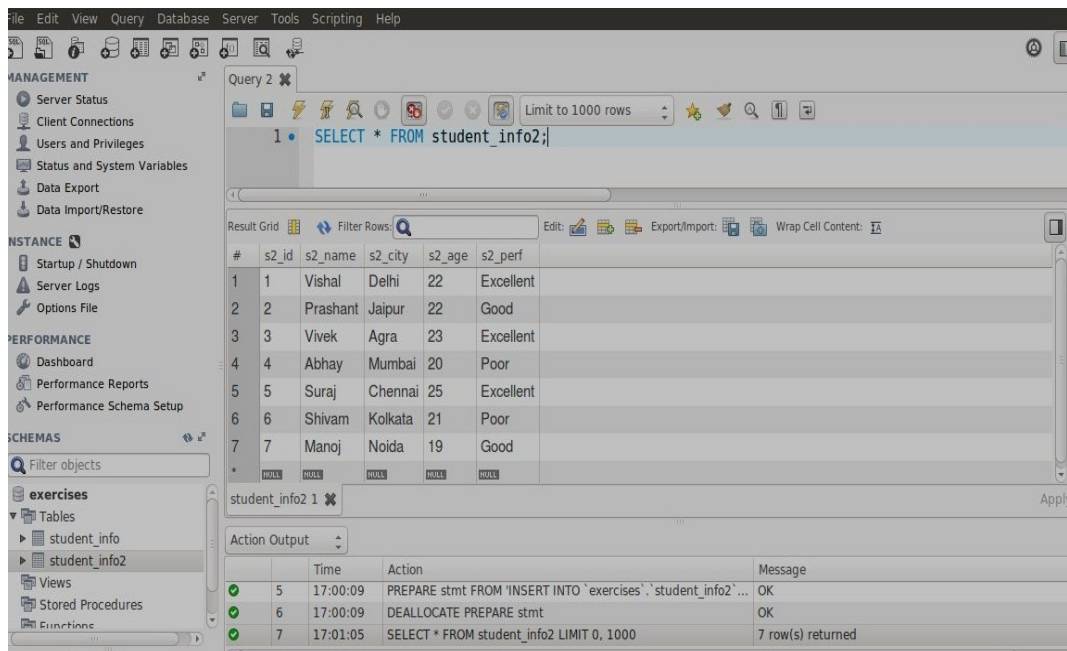 File Edit View Query Database Server Tools Scripting Help
MANAGEMENT
Server Status
Client Connections
Users and Privileges
Status and System Variables
Data Export
Data Import/Restore
INSTANCE
Startup / Shutdown
Server Logs
Options File
PERFORMANCE
Dashboard
Performance Reports
Performance Schema Setup
SCHEMAS
Filter objects
exercises
Tables
student_info
student_info2
Views
Stored Procedures
Functions
Query 2
Limit to 1000 rows
1 SELECT * FROM student_info2;
Result Grid Filter Rows: Edit: Export/Import: Wrap Cell Content:
# s2_id s2_name s2_city s2_age s2_perf
1 1 Vishal Delhi 22 Excellent
2 2 Prashant Jaipur 22 Good
3 3 Vivek Agra 23 Excellent
4 4 Abhay Mumbai 20 Poor
5 5 Suraj Chennai 25 Excellent
6 6 Shivam Kolkata 21 Poor
7 7 Manoj Noida 19 Good
* NULL NULL NULL NULL NULL
student_info2 1 Apply
Action Output
Time Action Message
5 17:00:09 PREPARE stmt FROM 'INSERT INTO `exercises`.`student_info2`... OK
6 17:00:09 DEALLOCATE PREPARE stmt OK
7 17:01:05 SELECT * FROM student_info2 LIMIT 0, 1000 7 row(s) returned